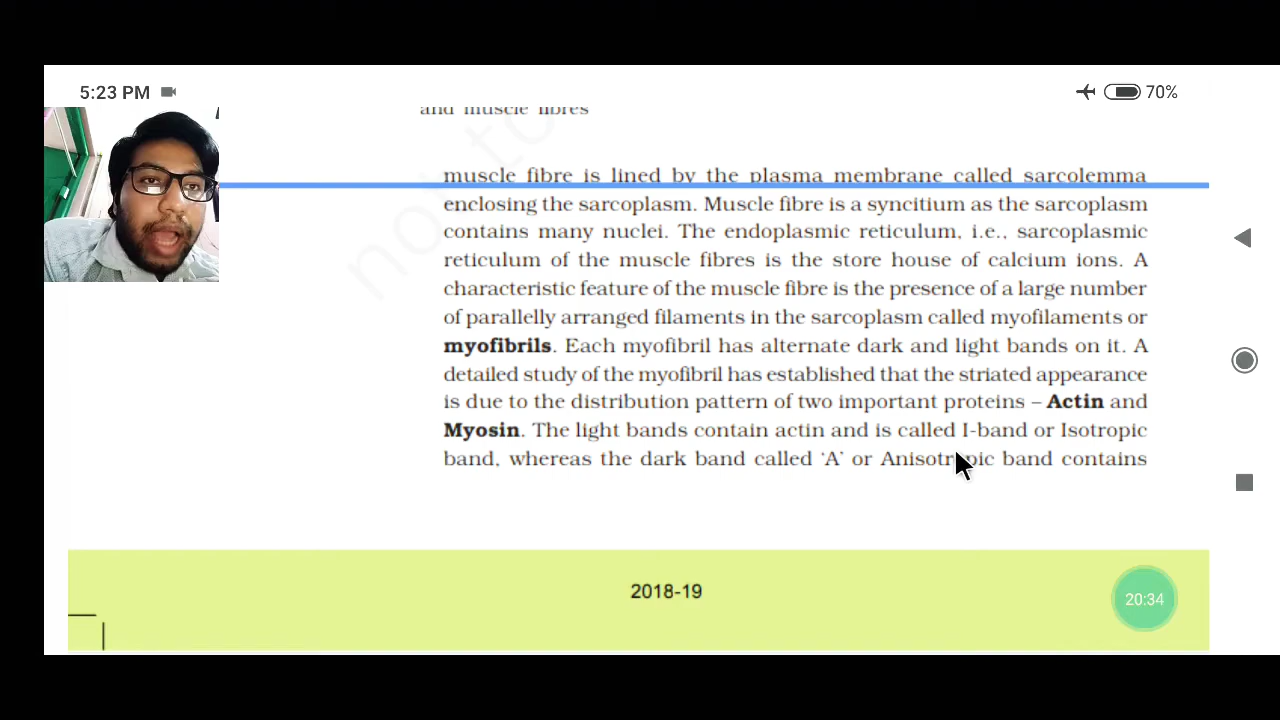 5:23 PM
70%
and muscle fibres
muscle fibre is lined by the plasma membrane called sarcolemma
enclosing the sarcoplasm. Muscle fibre is a syncitium as the sarcoplasm
contains many nuclei. The endoplasmic reticulum, i.e., sarcoplasmic
reticulum of the muscle fibres is the store house of calcium ions. A
characteristic feature of the muscle fibre is the presence of a large number
of parallelly arranged filaments in the sarcoplasm called myofilaments or
myofibrils. Each myofibril has alternate dark and light bands on it. A
detailed study of the myofibril has established that the striated appearance
is due to the distribution pattern of two important proteins – Actin and
Myosin. The light bands contain actin and is called I-band or Isotropic
band, whereas the dark band called ‘A’ or Anisotropic band contains
not to
2018-19
20:34